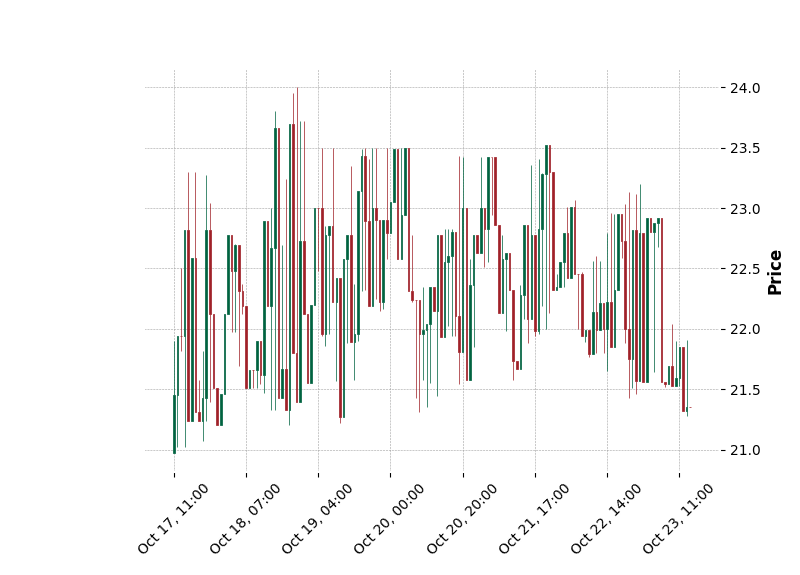 24.0
23.5
23.0
22.5
22.0
21.5
21.0
Price
Oct 17, 11:00
Oct 18, 07:00
Oct 19, 04:00
Oct 20, 00:00
Oct 20, 20:00
Oct 21, 17:00
Oct 22, 14:00
Oct 23, 11:00